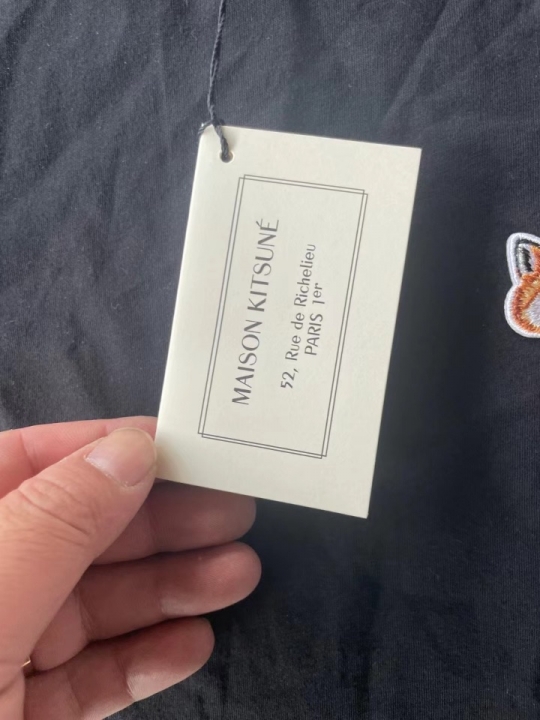 MAISON KITSUNÉ
52, Rue de Richelieu
PARIS 1er